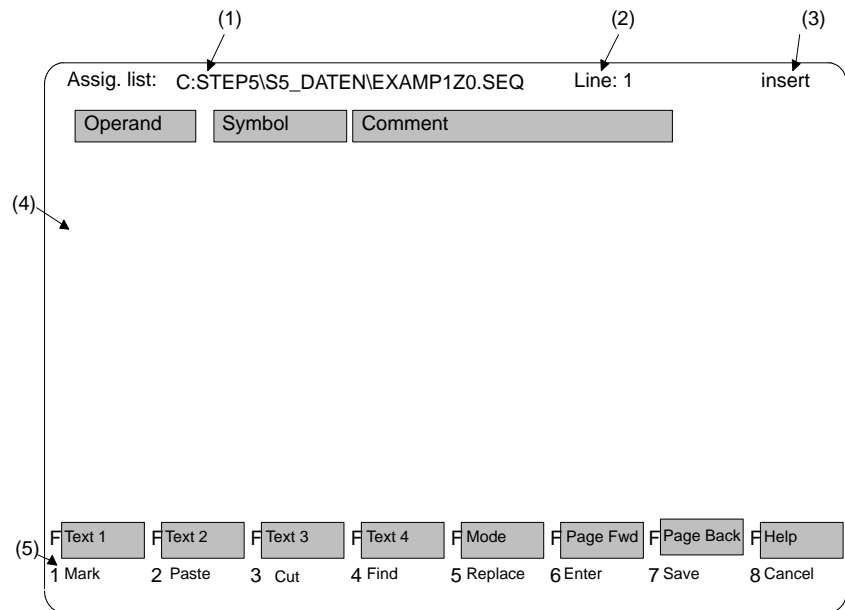 (1) (2) (3)
Assig. list: C:STEP5\S5_DATEN\EXAMP1Z0.SEQ Line: 1 insert
Operand Symbol Comment
(4)
F Text 1 F Text 2 F Text 3 F Text 4 F Mode F Page Fwd F Page Back F Help
(5)
1 Mark 2 Paste 3 Cut 4 Find 5 Replace 6 Enter 7 Save 8 Cancel